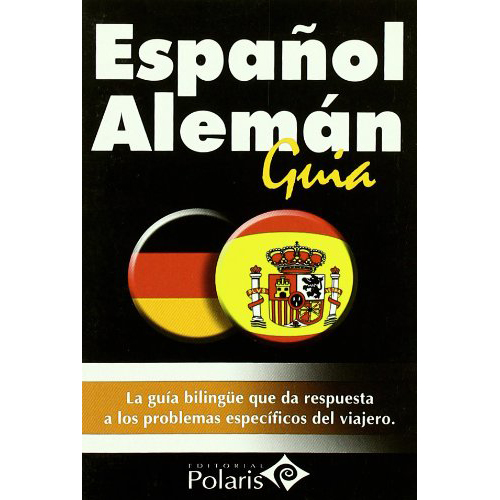 Español
Alemán
Guía
La guía bilingüe que da respuesta
a los problemas específicos del viajero.
EDITORIAL
Polaris